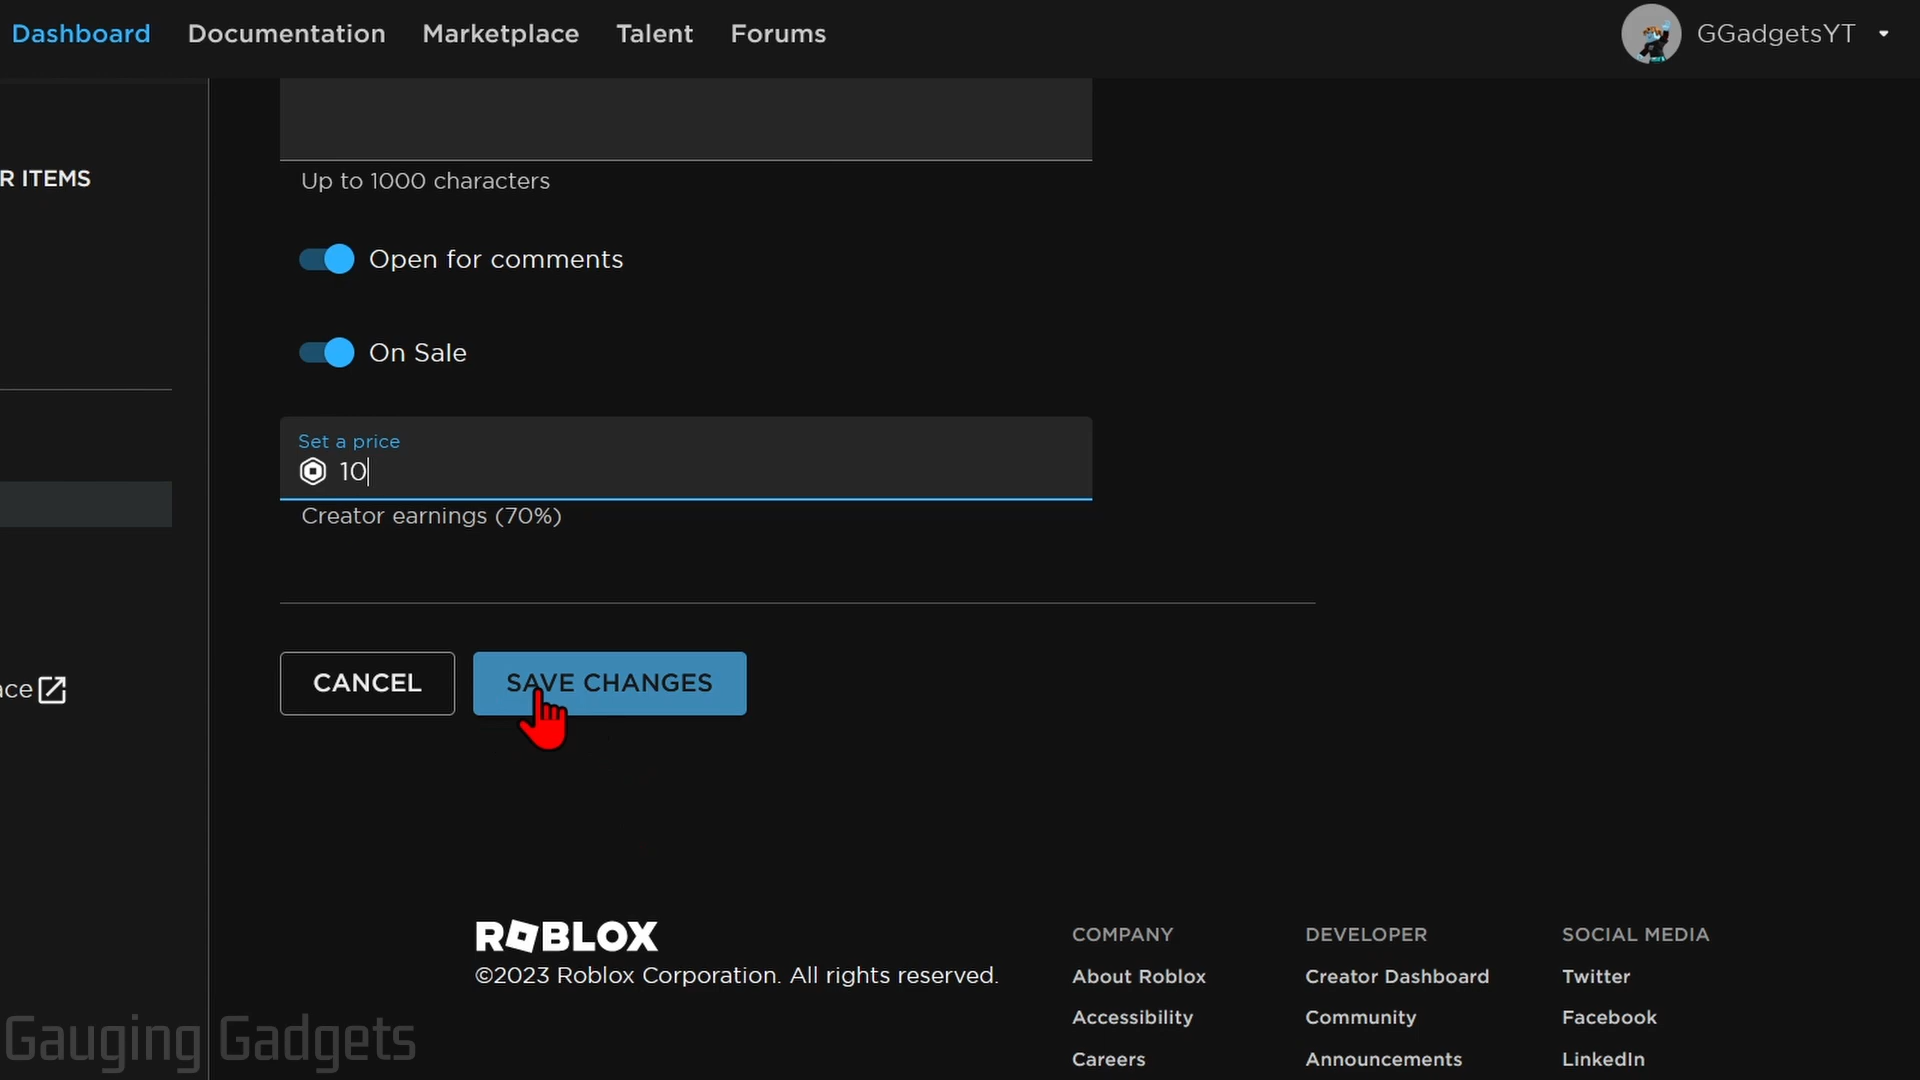 Dashboard Documentation Marketplace Talent Forums GGadgetsYT
R ITEMS
Up to 1000 characters
Open for comments
On Sale
Set a price
10
Creator earnings (70%)
CANCEL SAVE CHANGES
ace
ROBLOX
©2023 Roblox Corporation. All rights reserved.
COMPANY
About Roblox
Accessibility
Careers
DEVELOPER
Creator Dashboard
Community
Announcements
SOCIAL MEDIA
Twitter
Facebook
LinkedIn
Gauging Gadgets